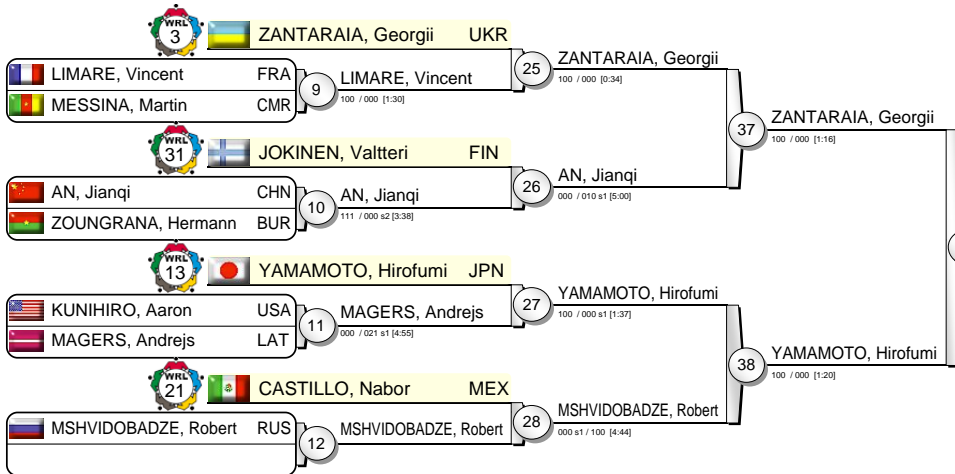 WRL
3
ZANTARAIA, Georgii UKR
LIMARE, Vincent FRA
MESSINA, Martin CMR
9
LIMARE, Vincent
100 / 000 [1:30]
25
ZANTARAIA, Georgii
100 / 000 [0:34]
37
ZANTARAIA, Georgii
100 / 000 [1:16]
WRL
31
JOKINEN, Valtteri FIN
AN, Jianqi CHN
ZOUNGRANA, Hermann BUR
10
AN, Jianqi
111 / 000 s2 [3:38]
26
AN, Jianqi
000 / 010 s1 [5:00]
WRL
13
YAMAMOTO, Hirofumi JPN
KUNIHIRO, Aaron USA
MAGERS, Andrejs LAT
11
MAGERS, Andrejs
000 / 021 s1 [4:55]
27
YAMAMOTO, Hirofumi
100 / 000 s1 [1:37]
38
YAMAMOTO, Hirofumi
100 / 000 [1:20]
WRL
21
CASTILLO, Nabor MEX
MSHVIDOBADZE, Robert RUS
12
MSHVIDOBADZE, Robert
28
MSHVIDOBADZE, Robert
000 s1 / 100 [4:44]